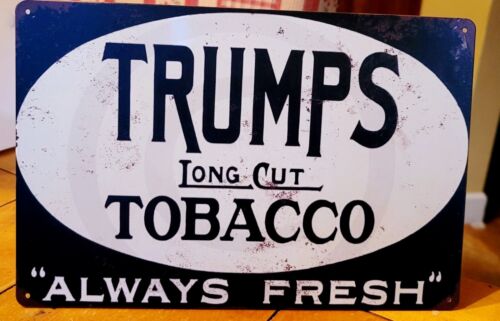 TRUMPS
LONG CUT
TOBACCO
"ALWAYS FRESH"